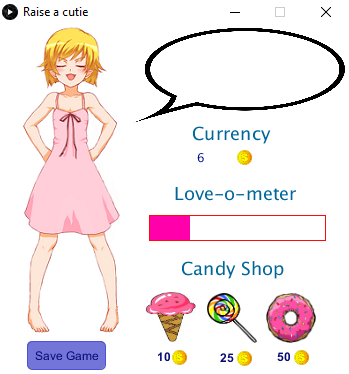 Raise a cutie
Currency
6
Love-o-meter
Candy Shop
10 25 50
Save Game